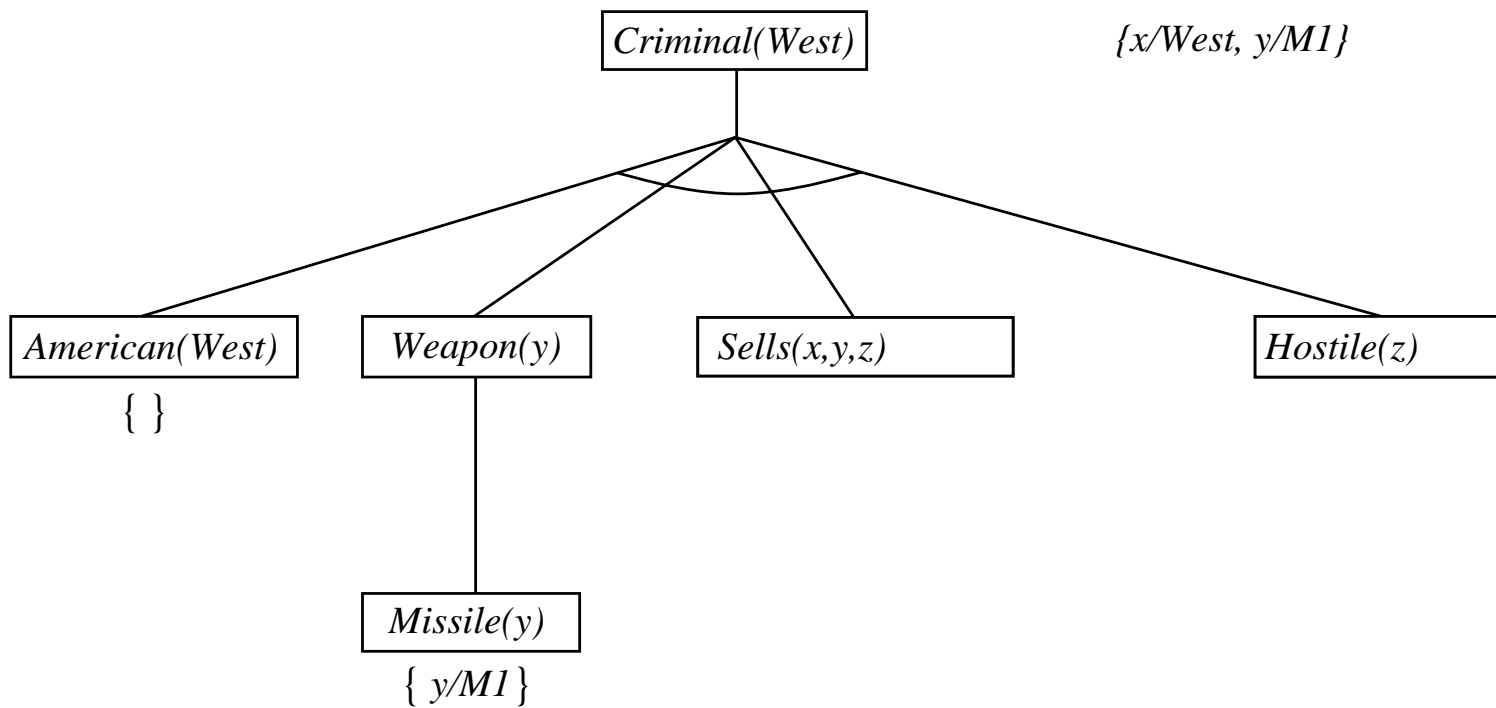 Criminal(West) {x/West, y/M1}
American(West) Weapon(y) Sells(x,y,z) Hostile(z)
{ }
Missile(y)
{ y/M1 }